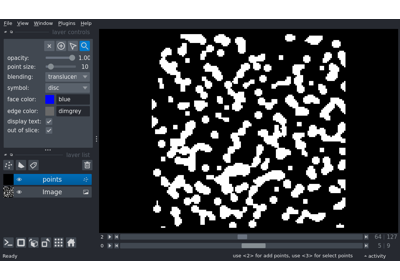 File View Window Plugins Help
layer controls
opacity: 1.00
point size: 10
blending: translucen
symbol: disc
face color: blue
edge color: dimgrey
display text:
out of slice:
layer list
points
Image
2 64 127
0 5 9
Ready use <2> for add points, use <3> for select points activity